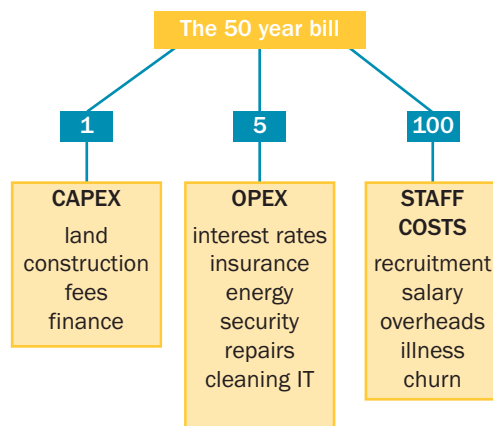 The 50 year bill
1
5
100
CAPEX
land
construction
fees
finance
OPEX
interest rates
insurance
energy
security
repairs
cleaning IT
STAFF
COSTS
recruitment
salary
overheads
illness
churn